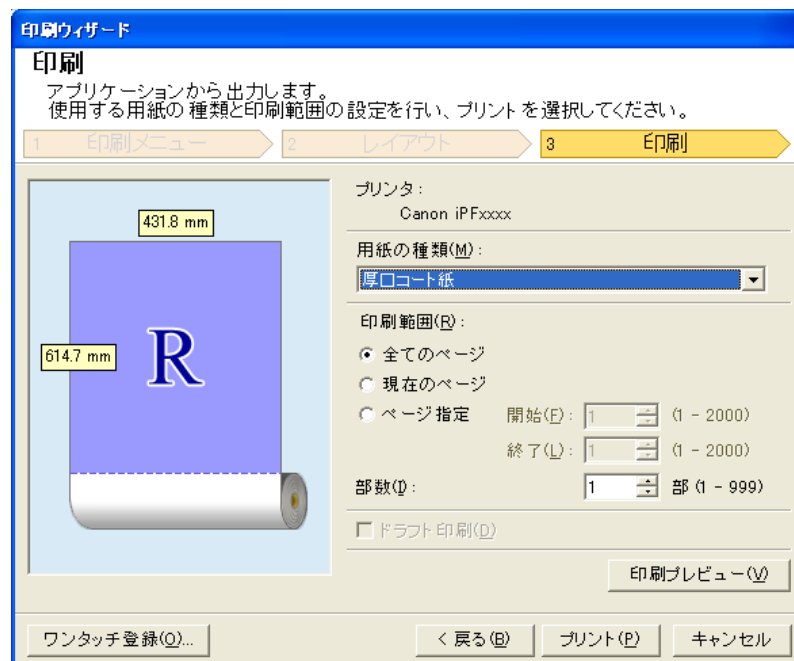 印刷ウィザード
印刷
アプリケーションから出力します。
使用する用紙の種類と印刷範囲の設定を行い、プリントを選択してください。
1 印刷メニュー 2 レイアウト 3 印刷
431.8 mm
614.7 mm
R
プリンタ:
Canon iPFxxxx
用紙の種類(M):
厚口コート紙
印刷範囲(R):
全てのページ
現在のページ
ページ指定 開始(F): 1 (1 - 2000)
終了(L): 1 (1 - 2000)
部数(I): 1 部 (1 - 999)
ドラフト印刷(D)
印刷プレビュー(V)
ワンタッチ登録(O)... < 戻る(B) プリント(P) キャンセル